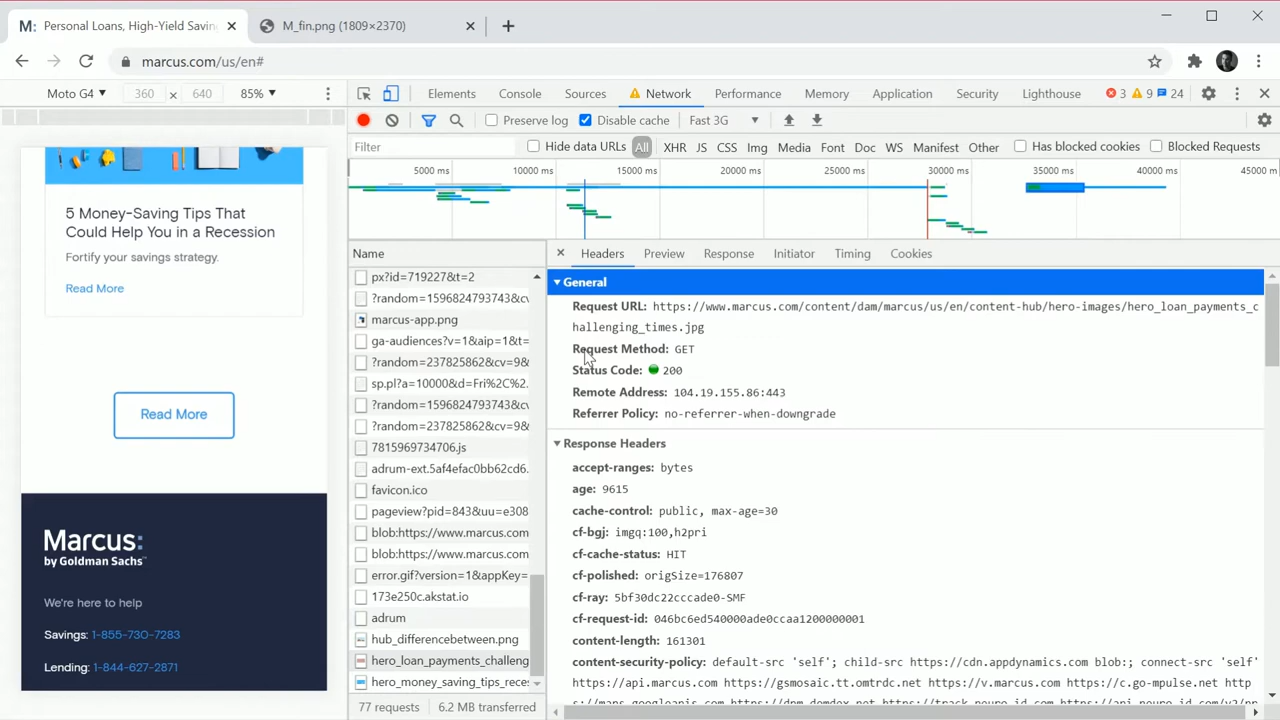 M: Personal Loans, High-Yield Savin
M_fin.png (1809×2370)
marcus.com/us/en#
Moto G4 ▼ 360 x 640 85% ▼
Elements Console Sources Network Performance Memory Application Security Lighthouse 3 9 24
Preserve log Disable cache Fast 3G ▼
Filter Hide data URLs All XHR JS CSS Img Media Font Doc WS Manifest Other Has blocked cookies Blocked Requests
5000 ms 10000 ms 15000 ms 20000 ms 25000 ms 30000 ms 35000 ms 40000 ms 45000 m
5 Money-Saving Tips That
Could Help You in a Recession
Fortify your savings strategy.
Read More
Read More
Marcus:
by Goldman Sachs™
We're here to help
Savings: 1-855-730-7283
Lending: 1-844-627-2871
Name
px?id=719227&t=2
?random=1596824793743&cv
marcus-app.png
ga-audiences?v=1&aip=1&t=
?random=237825862&cv=9&
sp.pl?a=10000&d=Fri%2C%2.
?random=1596824793743&cv
?random=237825862&cv=9&
7815969734706.js
adrum-ext.5af4efac0bb62cd6.
favicon.ico
pageview?pid=843&uu=e308
blob:https://www.marcus.com
blob:https://www.marcus.com
error.gif?version=1&appKey=
173e250c.akstat.io
adrum
hub_differencebetween.png
hero_loan_payments_challeng
hero_money_saving_tips_rece
77 requests 6.2 MB transferred
Headers Preview Response Initiator Timing Cookies
General
Request URL: https://www.marcus.com/content/dam/marcus/us/en/content-hub/hero-images/hero_loan_payments_c
hallenging_times.jpg
Request Method: GET
Status Code: 200
Remote Address: 104.19.155.86:443
Referrer Policy: no-referrer-when-downgrade
Response Headers
accept-ranges: bytes
age: 9615
cache-control: public, max-age=30
cf-bgj: imgq:100,h2pri
cf-cache-status: HIT
cf-polished: origSize=176807
cf-ray: 5bf30dc22cccade0-SMF
cf-request-id: 046bc6ed540000ade0ccaa1200000001
content-length: 161301
content-security-policy: default-src 'self'; child-src https://cdn.appdynamics.com blob:; connect-src 'self'
https://api.marcus.com https://gsmosaic.tt.omtrdc.net https://v.marcus.com https://c.go-mpulse.net http